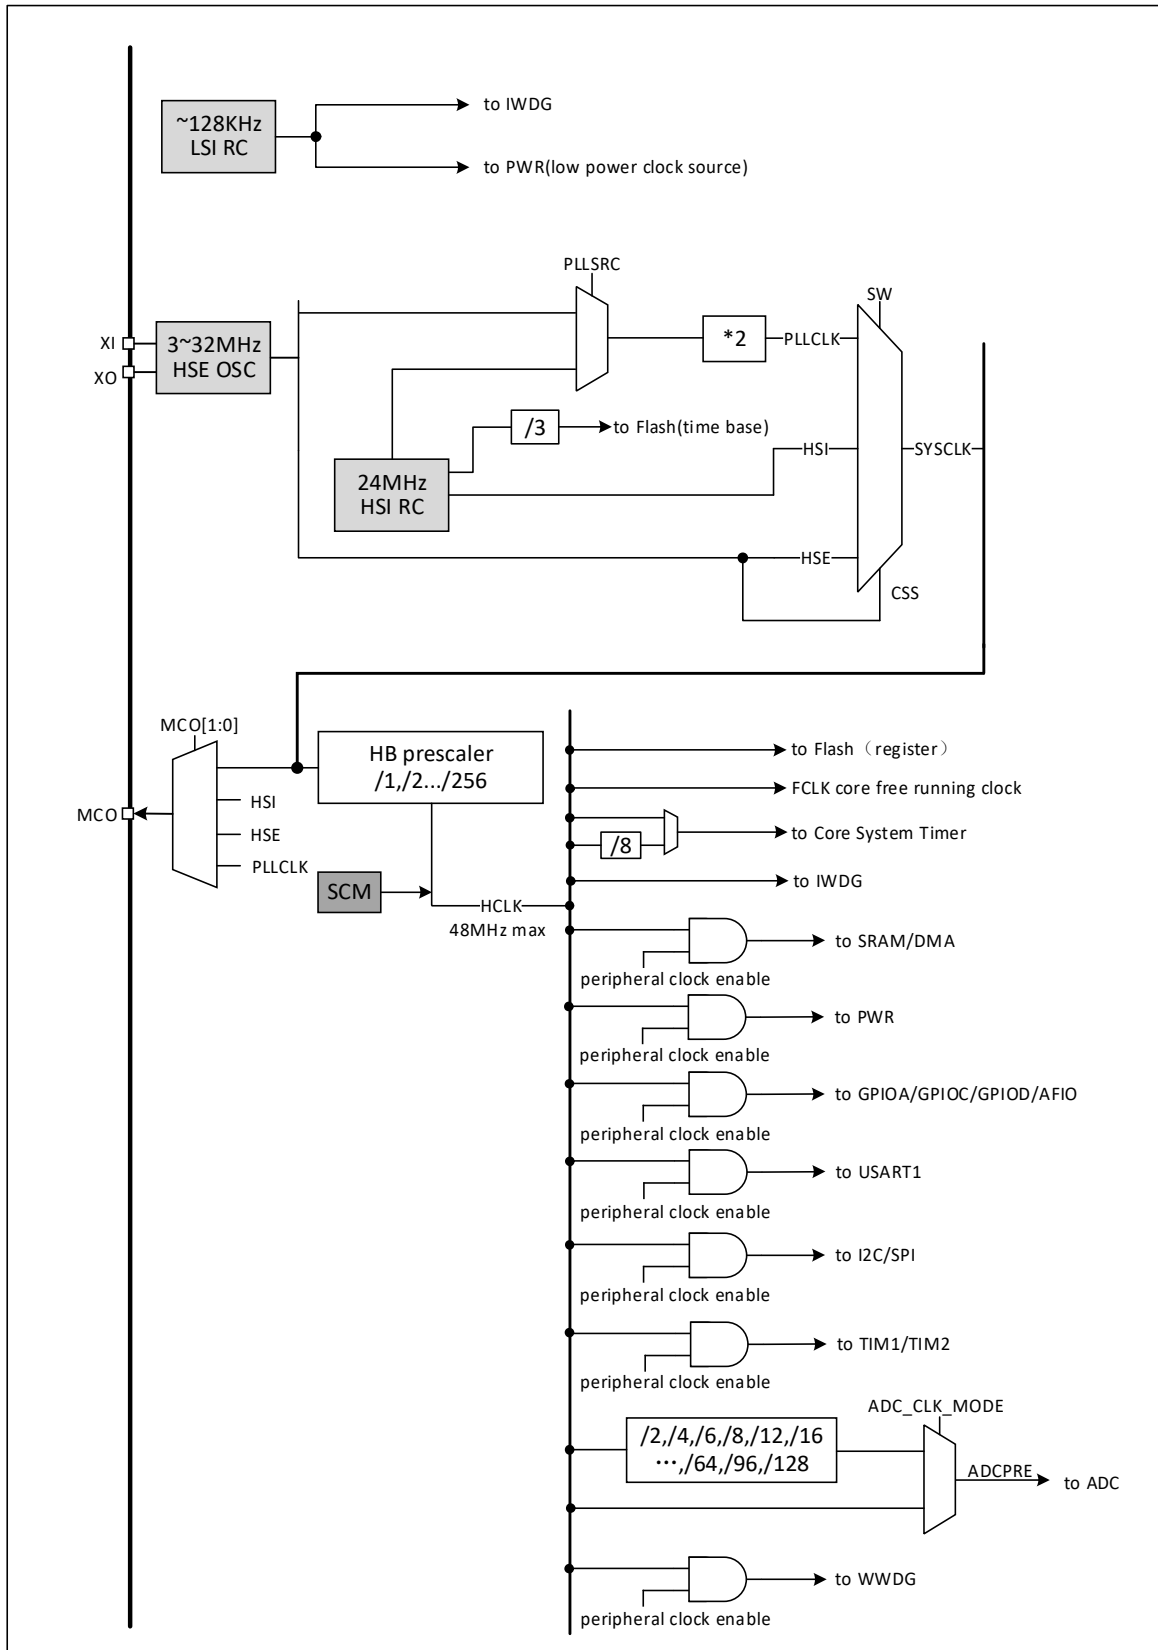 ~128KHz
LSI RC
to IWDG
to PWR(low power clock source)
PLLSRC
SW
XI
XO
3~32MHz
HSE OSC
*2
PLLCLK
/3
to Flash(time base)
24MHz
HSI RC
HSI
SYSCLK
HSE
CSS
MCO[1:0]
HB prescaler
/1,/2.../256
MCO
HSI
HSE
PLLCLK
SCM
HCLK
48MHz max
to Flash（register）
FCLK core free running clock
/8
to Core System Timer
to IWDG
to SRAM/DMA
peripheral clock enable
to PWR
peripheral clock enable
to GPIOA/GPIOC/GPIOD/AFIO
peripheral clock enable
to USART1
peripheral clock enable
to I2C/SPI
peripheral clock enable
to TIM1/TIM2
peripheral clock enable
ADC_CLK_MODE
/2,/4,/6,/8,/12,/16
…,/64,/96,/128
ADCPRE
to ADC
to WWDG
peripheral clock enable